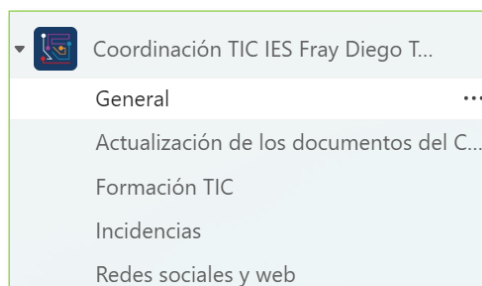 Coordinación TIC IES Fray Diego T...
General
Actualización de los documentos del C...
Formación TIC
Incidencias
Redes sociales y web